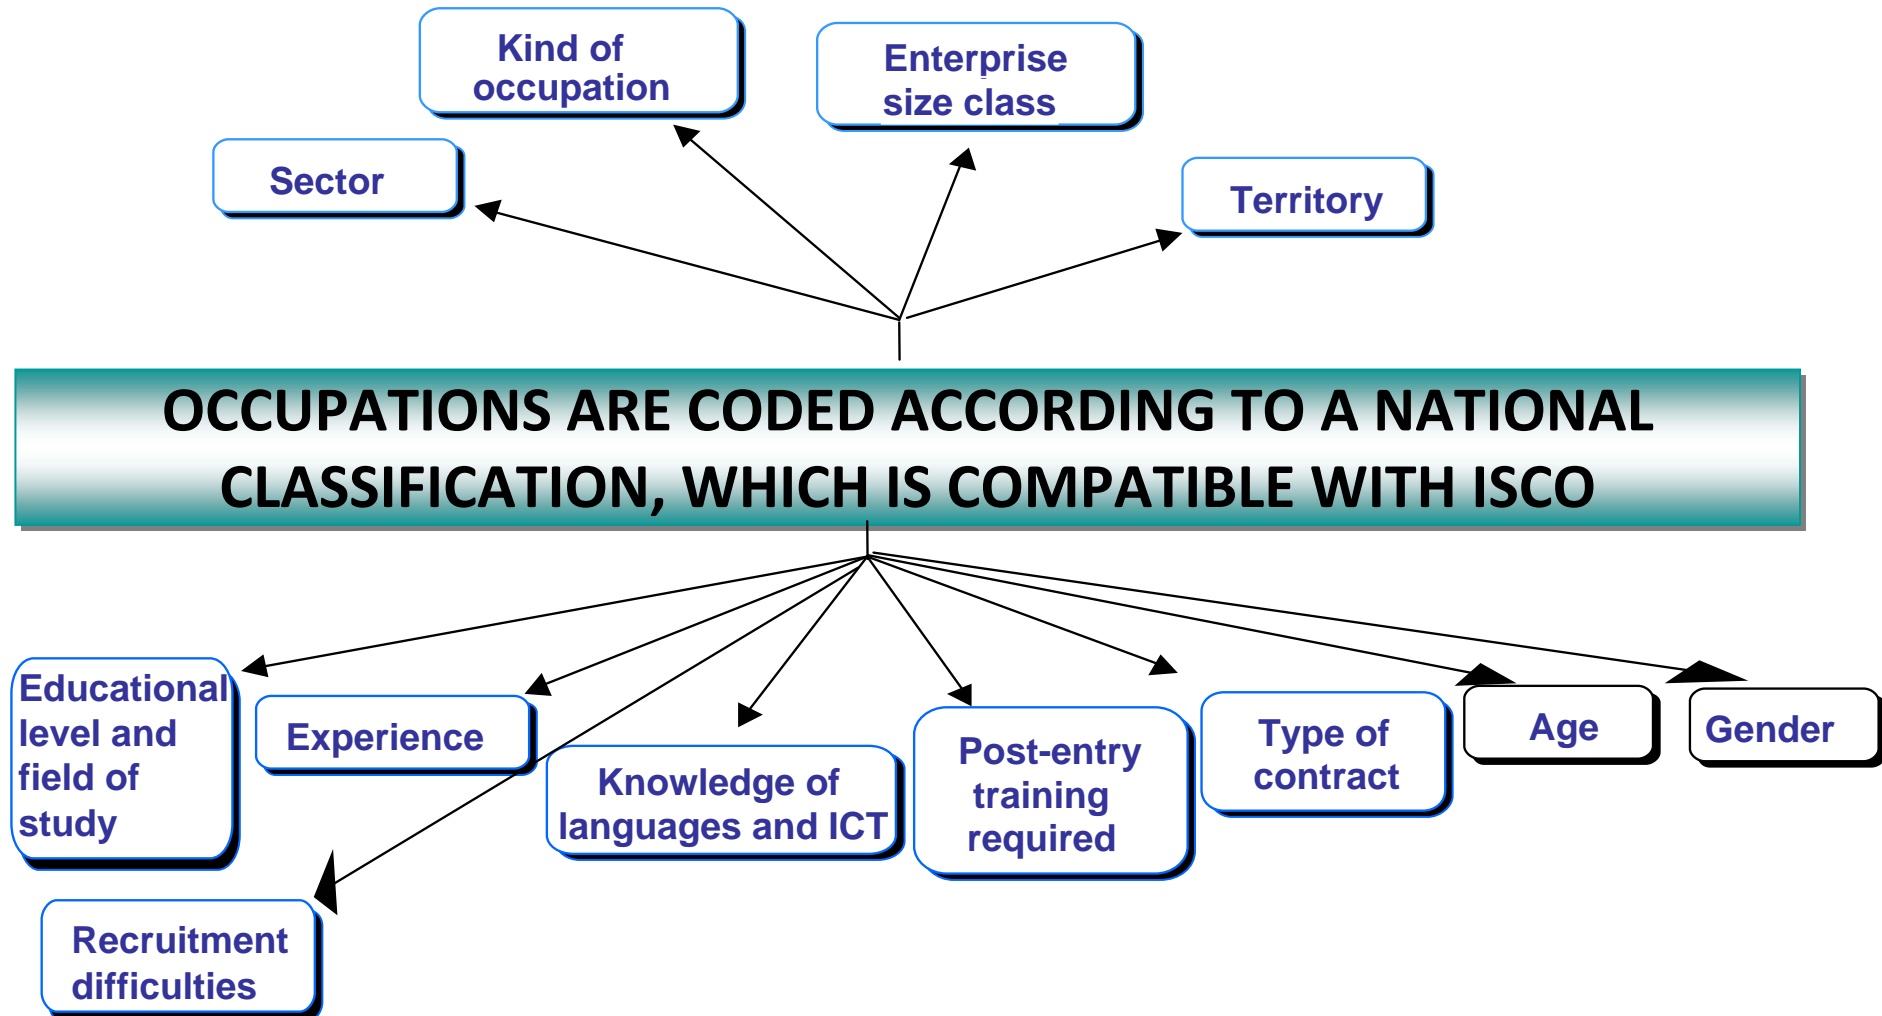 Kind of
occupation
Enterprise
size class
Sector
Territory
OCCUPATIONS ARE CODED ACCORDING TO A NATIONAL
CLASSIFICATION, WHICH IS COMPATIBLE WITH ISCO
Educational
level and
field of
study
Experience
Knowledge of
languages and ICT
Post-entry
training
required
Type of
contract
Age
Gender
Recruitment
difficulties